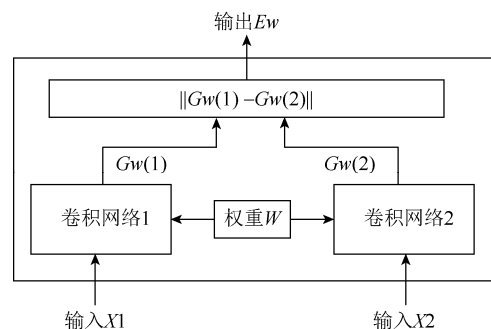 输出Ew
||Gw(1) –Gw(2)||
Gw(1)
Gw(2)
卷积网络1
权重W
卷积网络2
输入X1
输入X2